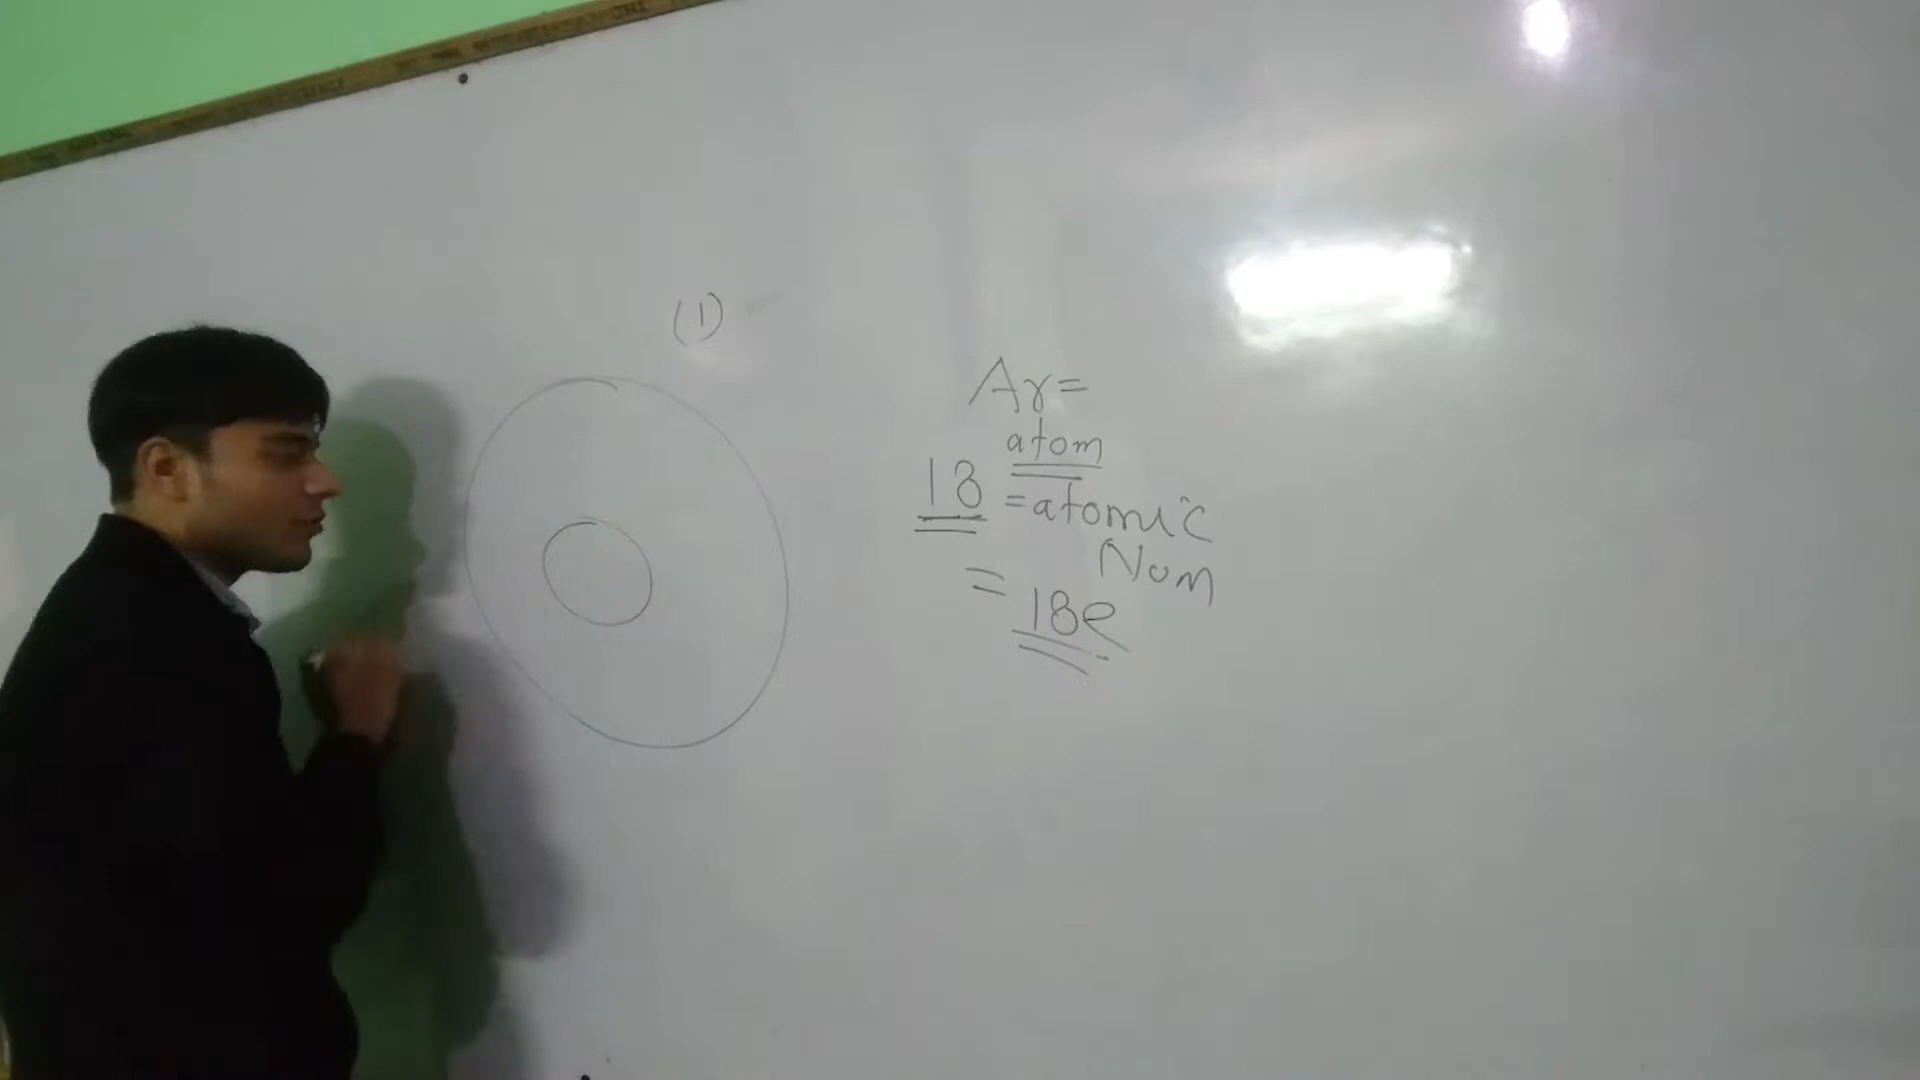 (1)
Ar=
atom
18 =atomic
Num
= 18e